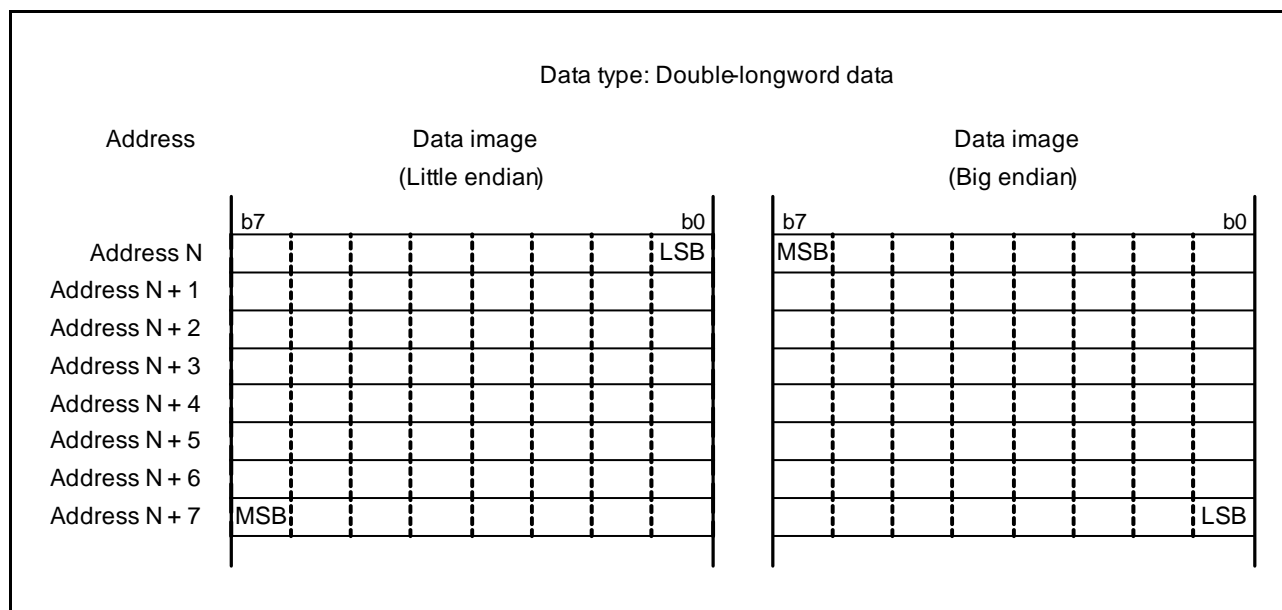 Data type: Double-longword data
Address Data image Data image
(Little endian) (Big endian)
b7 b0 b7 b0
Address N LSB MSB
Address N + 1
Address N + 2
Address N + 3
Address N + 4
Address N + 5
Address N + 6
Address N + 7 MSB LSB